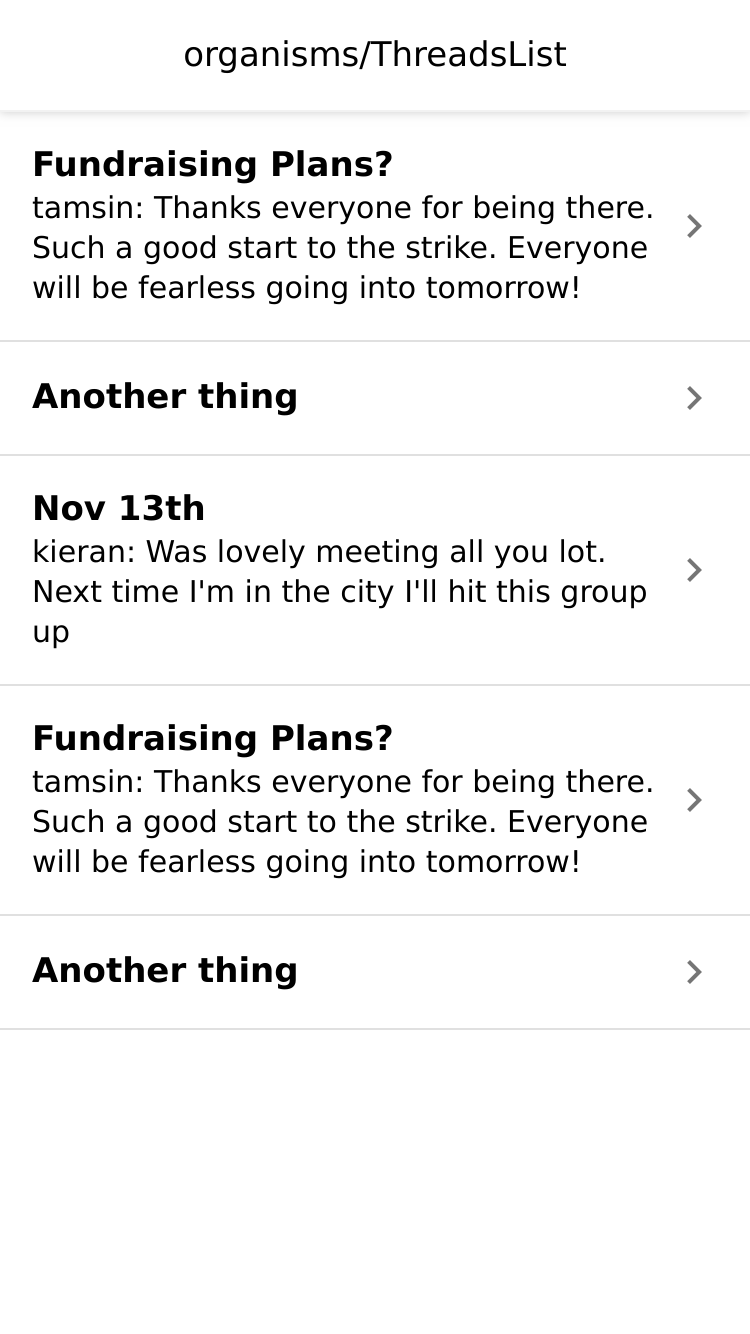 organisms/ThreadsList
Fundraising Plans?
tamsin: Thanks everyone for being there.
Such a good start to the strike. Everyone
will be fearless going into tomorrow!
Another thing
Nov 13th
kieran: Was lovely meeting all you lot.
Next time I'm in the city I'll hit this group
up
Fundraising Plans?
tamsin: Thanks everyone for being there.
Such a good start to the strike. Everyone
will be fearless going into tomorrow!
Another thing